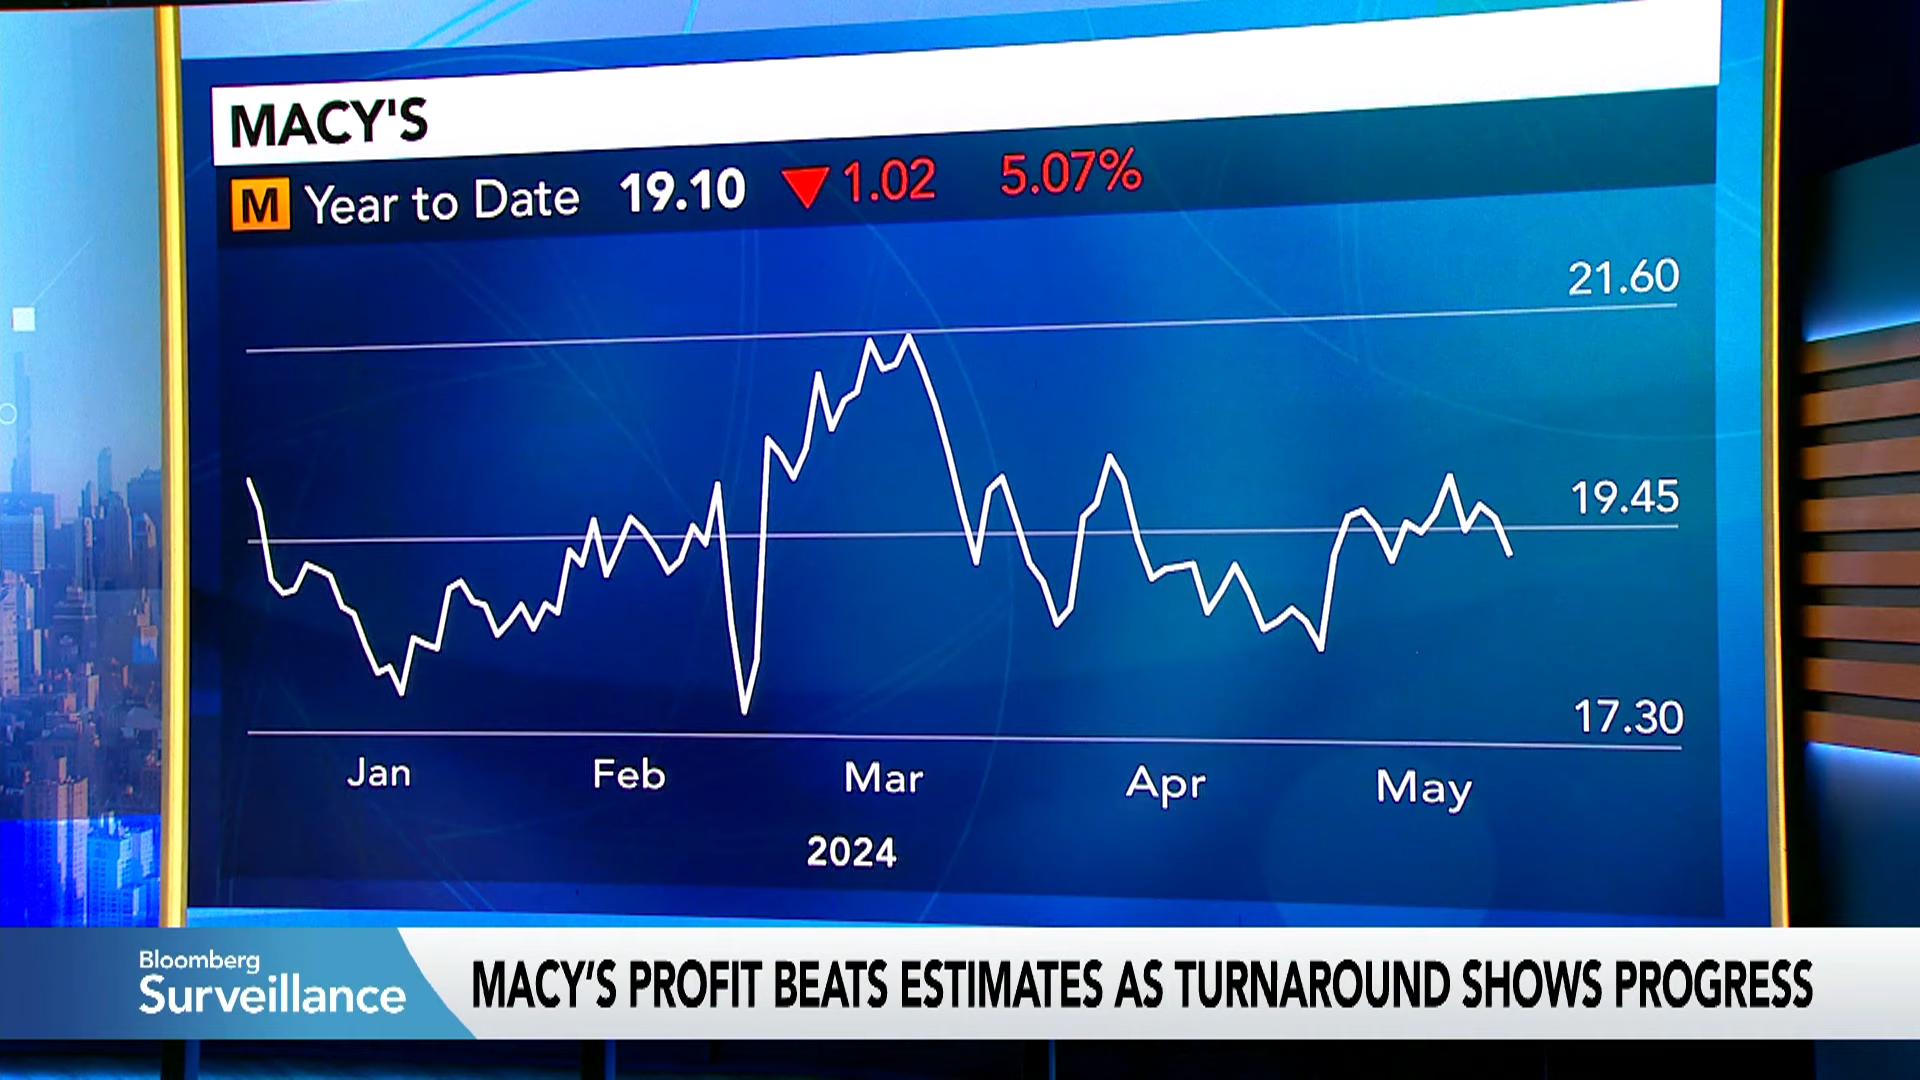 MACY'S
M Year to Date 19.10 ▼1.02 5.07%
21.60
19.45
17.30
Jan Feb Mar Apr May
2024
Bloomberg
Surveillance
MACY’S PROFIT BEATS ESTIMATES AS TURNAROUND SHOWS PROGRESS